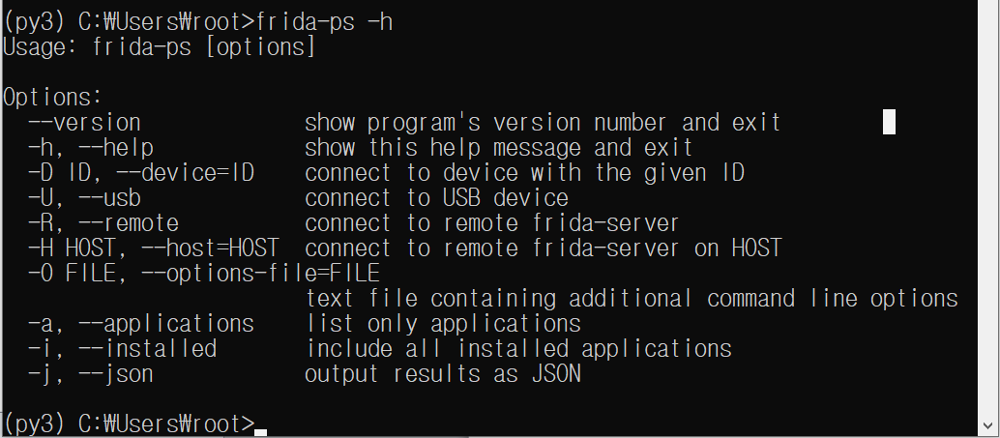 (py3) C:₩Users₩root>frida-ps -h
Usage: frida-ps [options]

Options:
  --version             show program's version number and exit
  -h, --help            show this help message and exit
  -D ID, --device=ID    connect to device with the given ID
  -U, --usb             connect to USB device
  -R, --remote          connect to remote frida-server
  -H HOST, --host=HOST  connect to remote frida-server on HOST
  -O FILE, --options-file=FILE
                        text file containing additional command line options
  -a, --applications    list only applications
  -i, --installed       include all installed applications
  -j, --json            output results as JSON

(py3) C:₩Users₩root>